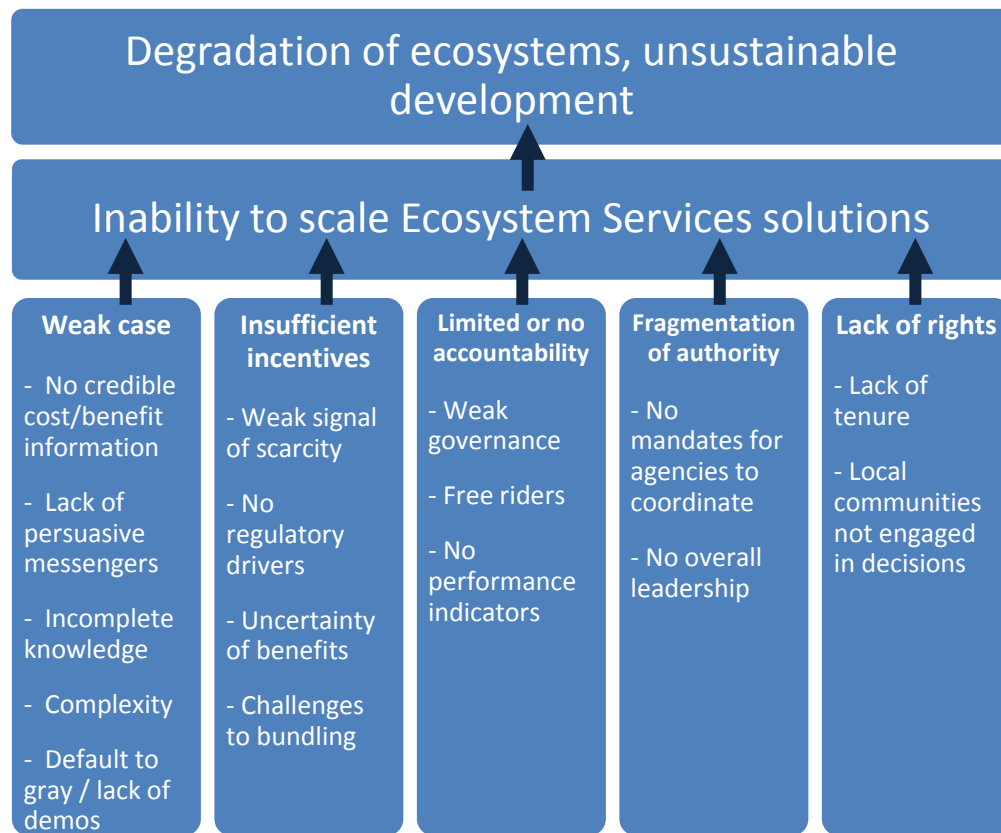 Degradation of ecosystems, unsustainable
development
Inability to scale Ecosystem Services solutions
Weak case
- No credible
cost/benefit
information
- Lack of
persuasive
messengers
- Incomplete
knowledge
- Complexity
- Default to
gray / lack of
demos
Insufficient
incentives
- Weak signal
of scarcity
- No
regulatory
drivers
- Uncertainty
of benefits
- Challenges
to bundling
Limited or no
accountability
- Weak
governance
- Free riders
- No
performance
indicators
Fragmentation
of authority
- No
mandates for
agencies to
coordinate
- No overall
leadership
Lack of rights
- Lack of
tenure
- Local
communities
not engaged
in decisions